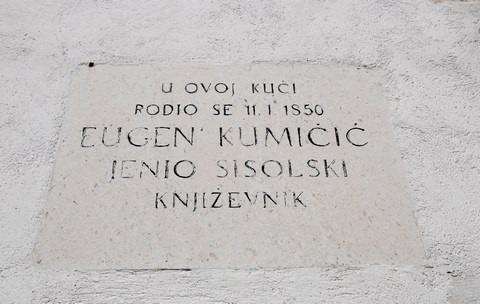 U OVOJ KUĆI
RODIO SE 11. I 1850
EUGEN KUMIČIĆ
JENIO SISOLSKI
KNJIŽEVNIK